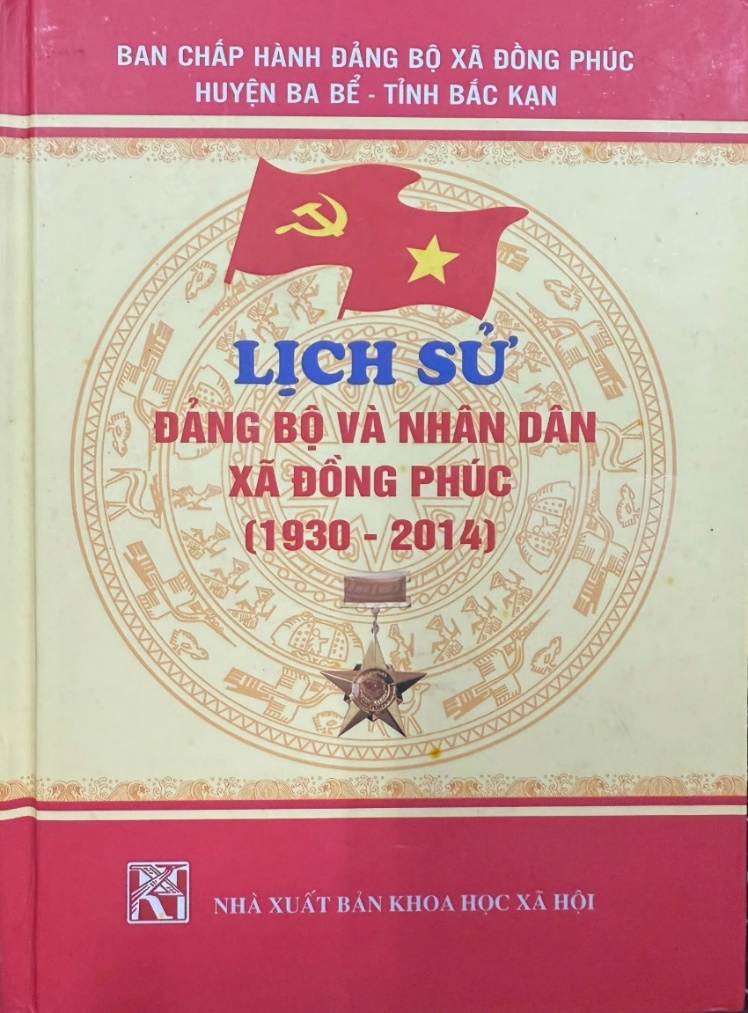 BAN CHẤP HÀNH ĐẢNG BỘ XÃ ĐỒNG PHÚC
HUYỆN BA BỂ - TỈNH BẮC KẠN
LỊCH SỬ
ĐẢNG BỘ VÀ NHÂN DÂN
XÃ ĐỒNG PHÚC
(1930 - 2014)
NHÀ XUẤT BẢN KHOA HỌC XÃ HỘI